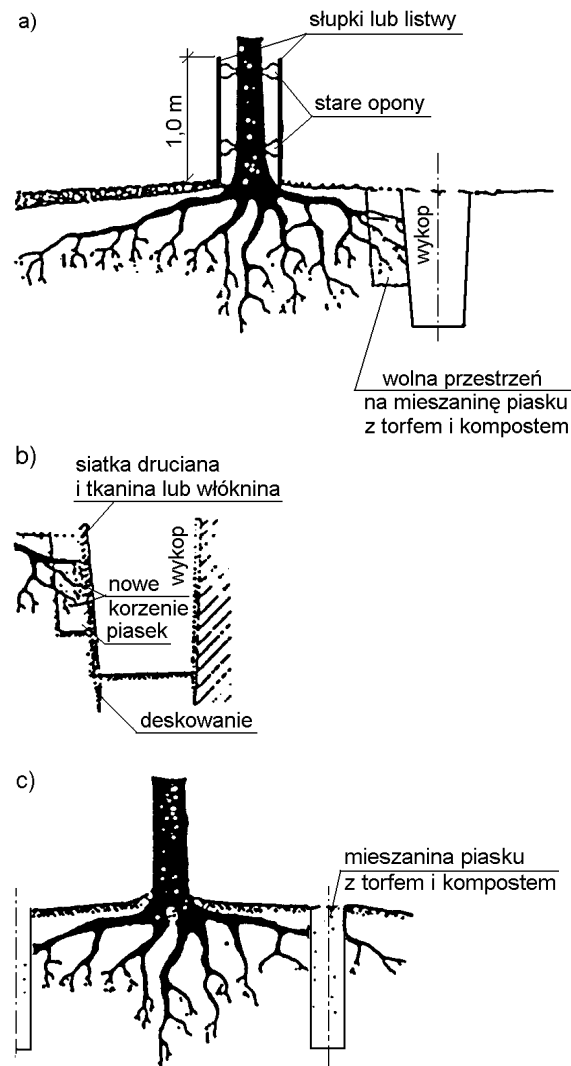 a)
słupki lub listwy
1,0 m
stare opony
wykop
wolna przestrzeń
na mieszaninę piasku
z torfem i kompostem
b)
siatka druciana
i tkanina lub włóknina
wykop
nowe
korzenie
piasek
deskowanie
c)
mieszanina piasku
z torfem i kompostem